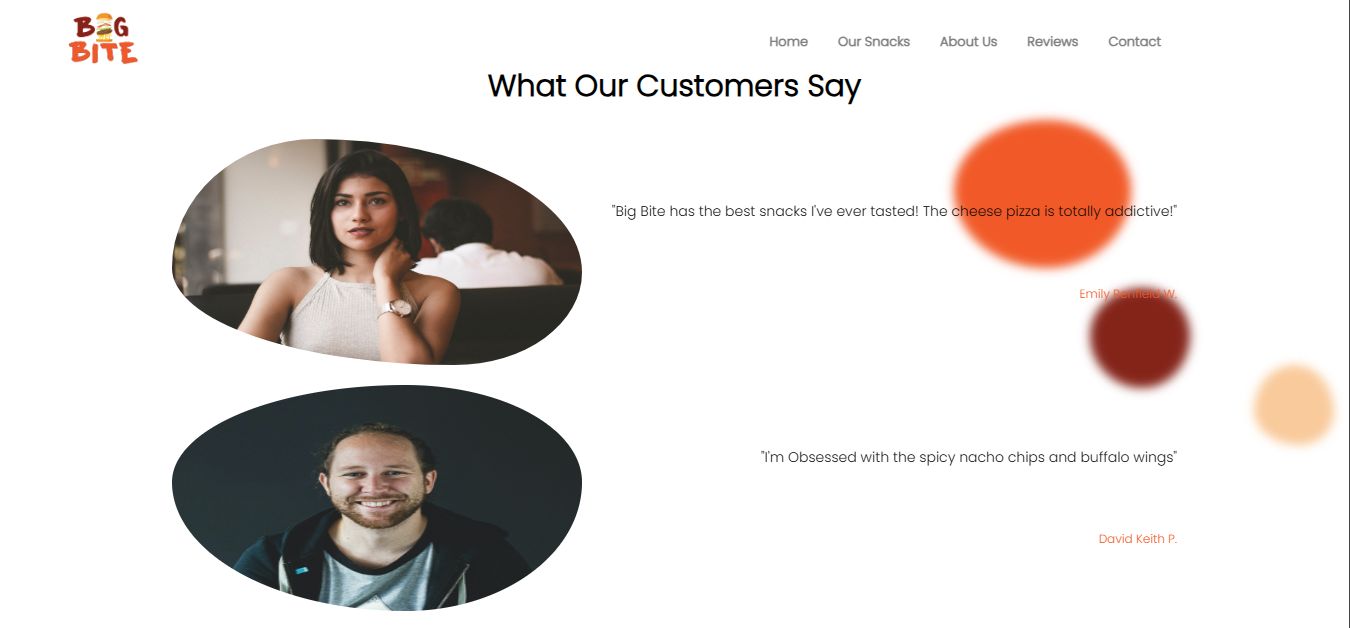 BIG
BITE
Home Our Snacks About Us Reviews Contact
What Our Customers Say
"Big Bite has the best snacks I've ever tasted! The cheese pizza is totally addictive!"
Emily Penfield W.
"I'm Obsessed with the spicy nacho chips and buffalo wings"
David Keith P.